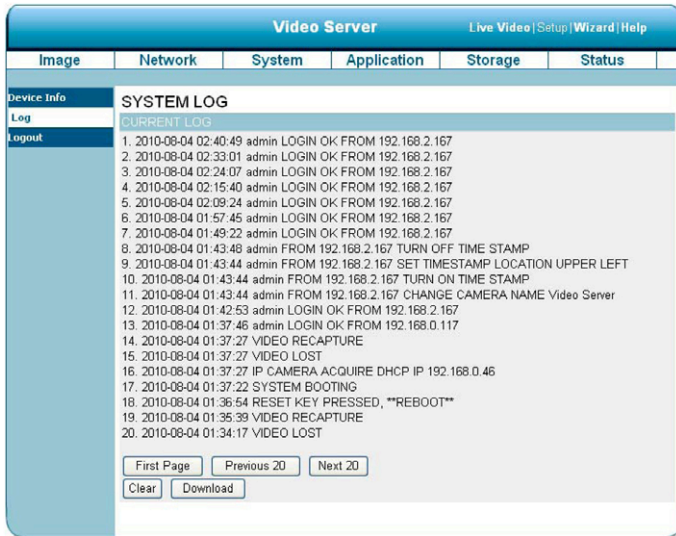 Video Server
Live Video | Setup | Wizard | Help
Image Network System Application Storage Status
Device Info
Log
Logout
SYSTEM LOG
CURRENT LOG
1. 2010-08-04 02:40:49 admin LOGIN OK FROM 192.168.2.167
2. 2010-08-04 02:33:01 admin LOGIN OK FROM 192.168.2.167
3. 2010-08-04 02:24:07 admin LOGIN OK FROM 192.168.2.167
4. 2010-08-04 02:15:40 admin LOGIN OK FROM 192.168.2.167
5. 2010-08-04 02:09:24 admin LOGIN OK FROM 192.168.2.167
6. 2010-08-04 01:57:45 admin LOGIN OK FROM 192.168.2.167
7. 2010-08-04 01:49:22 admin LOGIN OK FROM 192.168.2.167
8. 2010-08-04 01:43:48 admin FROM 192.168.2.167 TURN OFF TIME STAMP
9. 2010-08-04 01:43:44 admin FROM 192.168.2.167 SET TIMESTAMP LOCATION UPPER LEFT
10. 2010-08-04 01:43:44 admin FROM 192.168.2.167 TURN ON TIME STAMP
11. 2010-08-04 01:43:44 admin FROM 192.168.2.167 CHANGE CAMERA NAME Video Server
12. 2010-08-04 01:42:53 admin LOGIN OK FROM 192.168.2.167
13. 2010-08-04 01:37:46 admin LOGIN OK FROM 192.168.0.117
14. 2010-08-04 01:37:27 VIDEO RECAPTURE
15. 2010-08-04 01:37:27 VIDEO LOST
16. 2010-08-04 01:37:27 IP CAMERA ACQUIRE DHCP IP 192.168.0.46
17. 2010-08-04 01:37:22 SYSTEM BOOTING
18. 2010-08-04 01:36:54 RESET KEY PRESSED, **REBOOT**
19. 2010-08-04 01:35:39 VIDEO RECAPTURE
20. 2010-08-04 01:34:17 VIDEO LOST
First Page Previous 20 Next 20
Clear Download